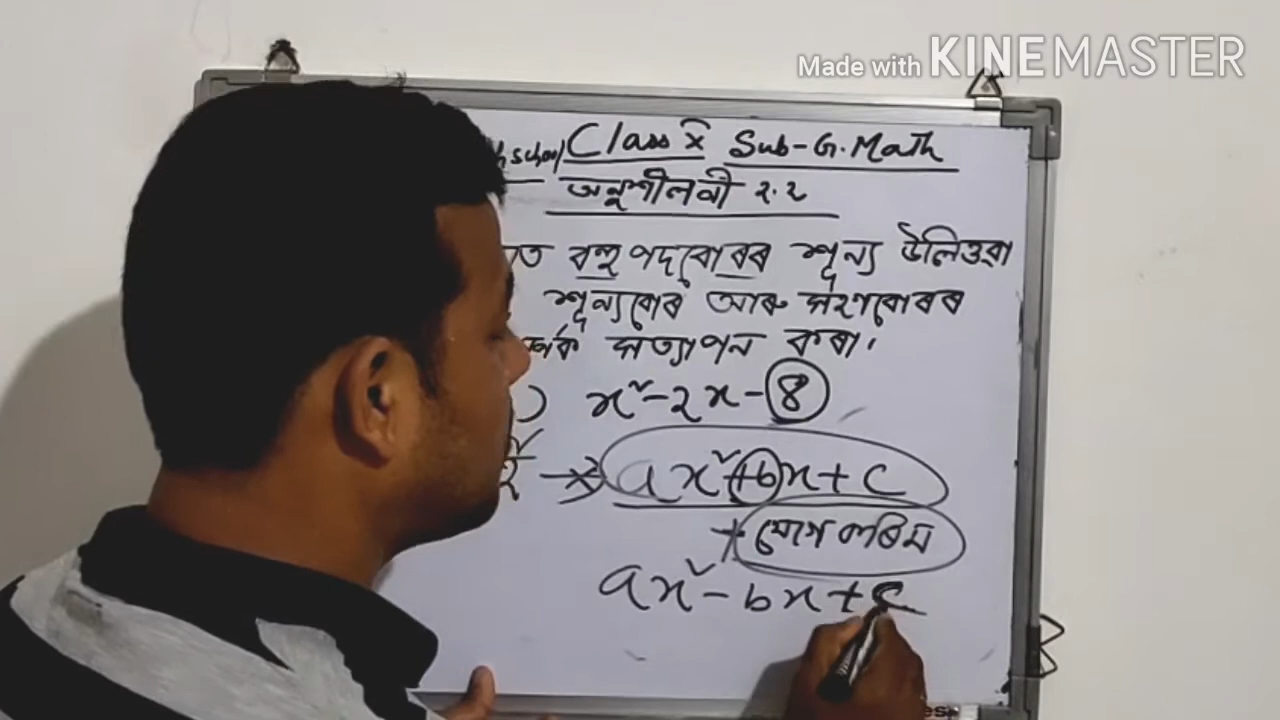 Made with KINEMASTER
school Class X Sub-G.Math
অনুশীলনী ২.২
বহুপদবোৰৰ শূন্য উলিওৱা
শূন্যবোৰ আৰু সহগবোৰৰ
সত্যাপন কৰা।
) x²-2x-8
ax²+bx+c
+ যোগ কৰিম
ax²-bx+c